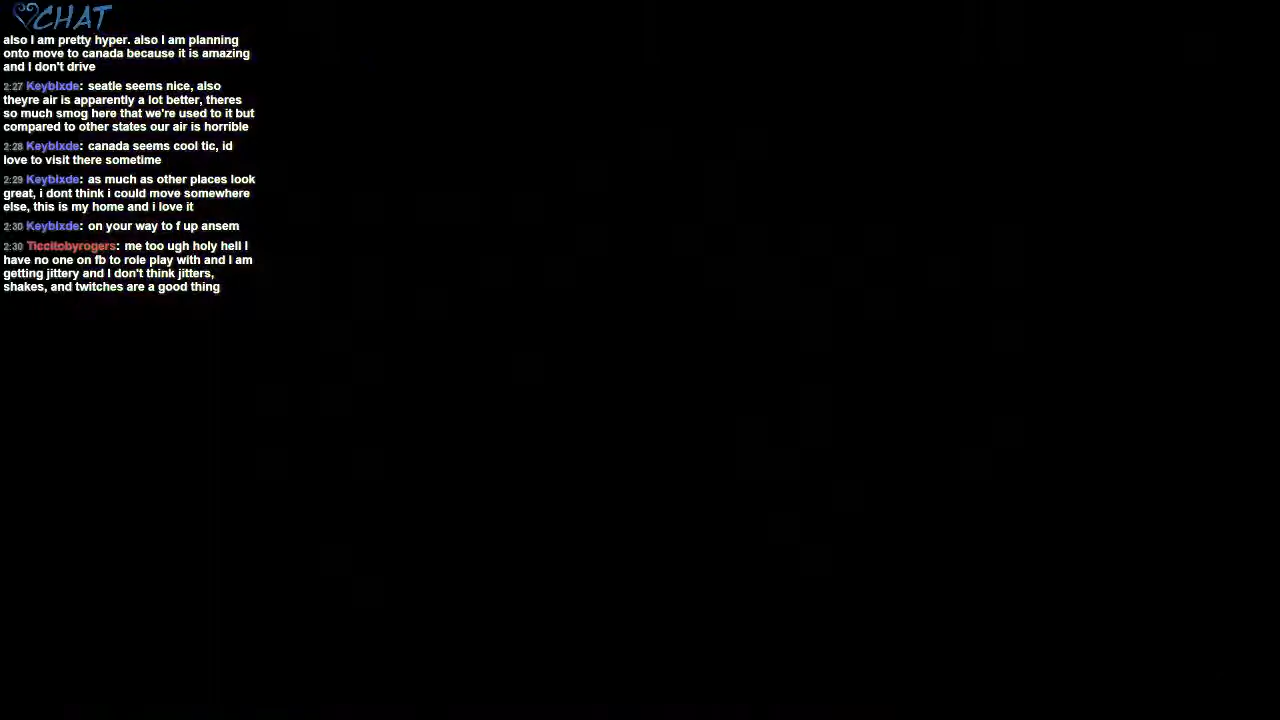 CHAT
also I am pretty hyper. also I am planning
onto move to canada because it is amazing
and I don't drive
2:27 Keyblxde: seatle seems nice, also
theyre air is apparently a lot better, theres
so much smog here that we're used to it but
compared to other states our air is horrible
2:28 Keyblxde: canada seems cool tic, id
love to visit there sometime
2:29 Keyblxde: as much as other places look
great, i dont think i could move somewhere
else, this is my home and i love it
2:30 Keyblxde: on your way to f up ansem
2:30 Ticcitobyrogers: me too ugh holy hell I
have no one on fb to role play with and I am
getting jittery and I don't think jitters,
shakes, and twitches are a good thing